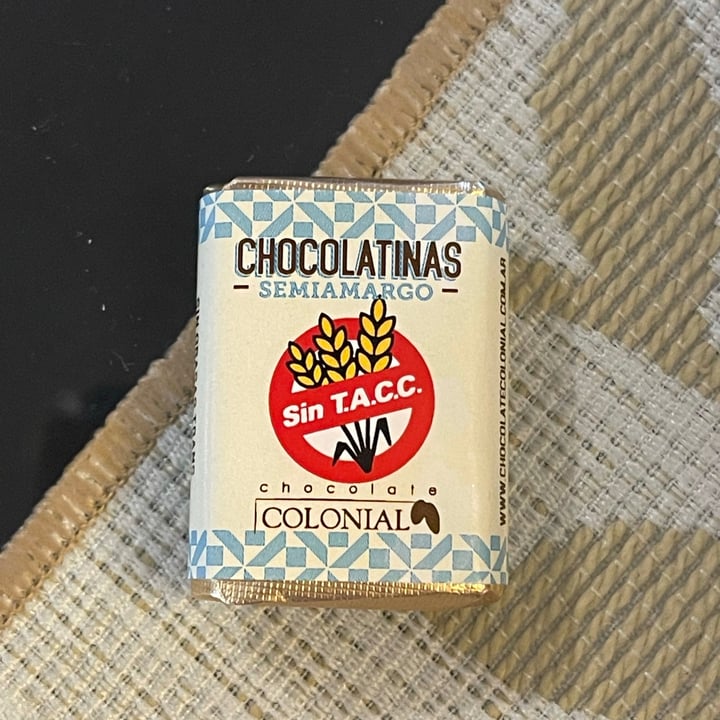 CHOCOLATINAS
- SEMIAMARGO -
Sin T.A.C.C.
chocolate
COLONIAL
WWW.CHOCOLATECOLONIAL.COM.AR